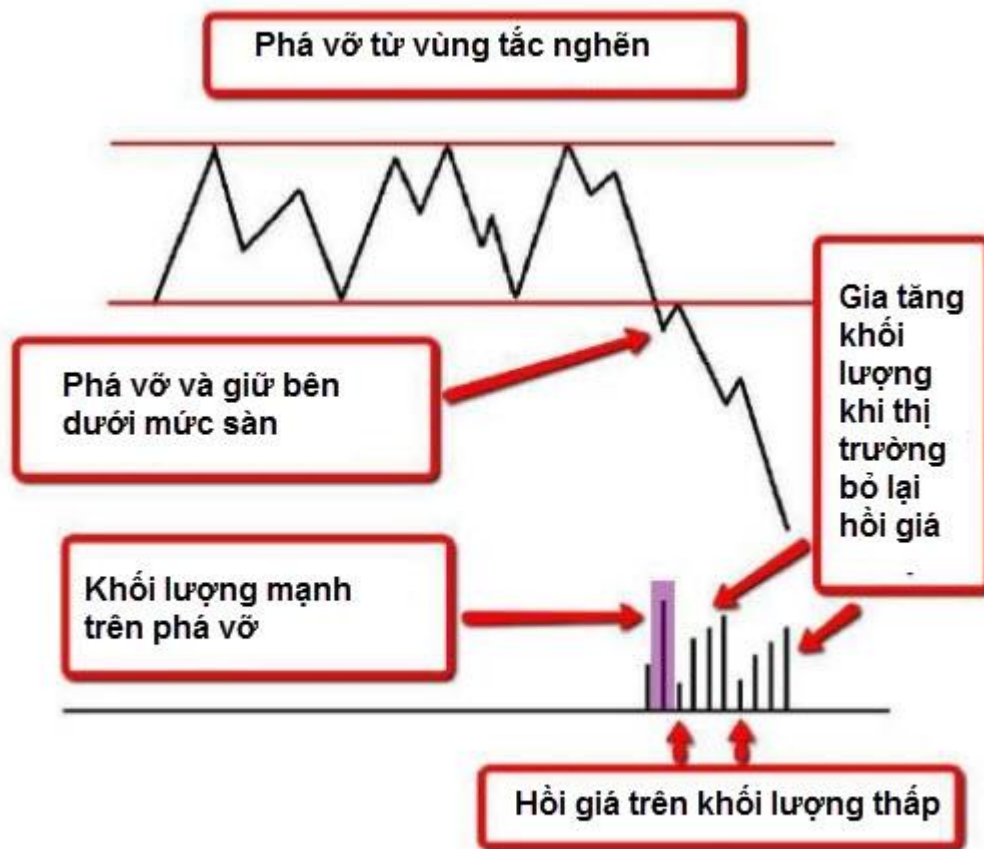 Phá vỡ từ vùng tắc nghẽn
Gia tăng
khối
lượng
khi thị
trường
bỏ lại
hồi giá
-
Phá vỡ và giữ bên
dưới mức sàn
Khối lượng mạnh
trên phá vỡ
Hồi giá trên khối lượng thấp